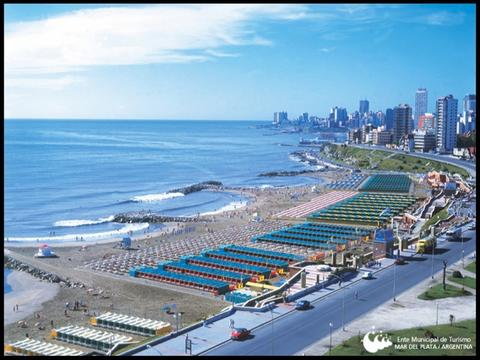 Ente Municipal de Turismo
MAR DEL PLATA / ARGENTINA